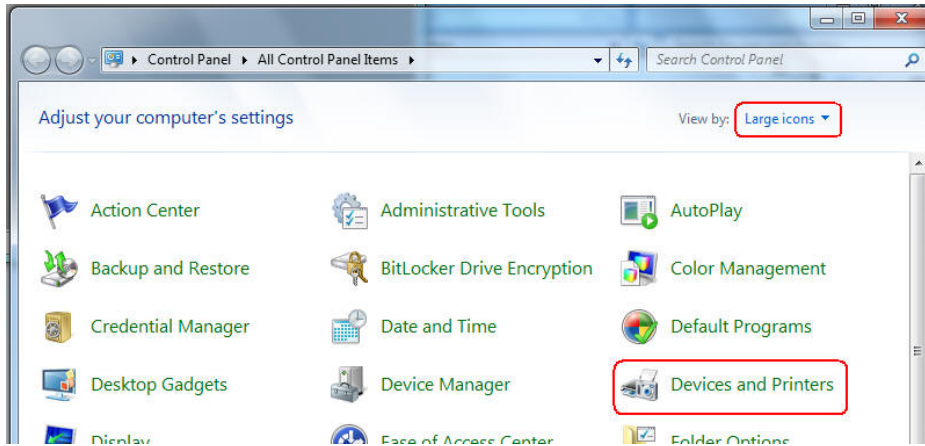 Control Panel ▸ All Control Panel Items ▸
Search Control Panel
Adjust your computer's settings
View by: Large icons
Action Center
Administrative Tools
AutoPlay
Backup and Restore
BitLocker Drive Encryption
Color Management
Credential Manager
Date and Time
Default Programs
Desktop Gadgets
Device Manager
Devices and Printers
Display
Ease of Access Center
Folder Options